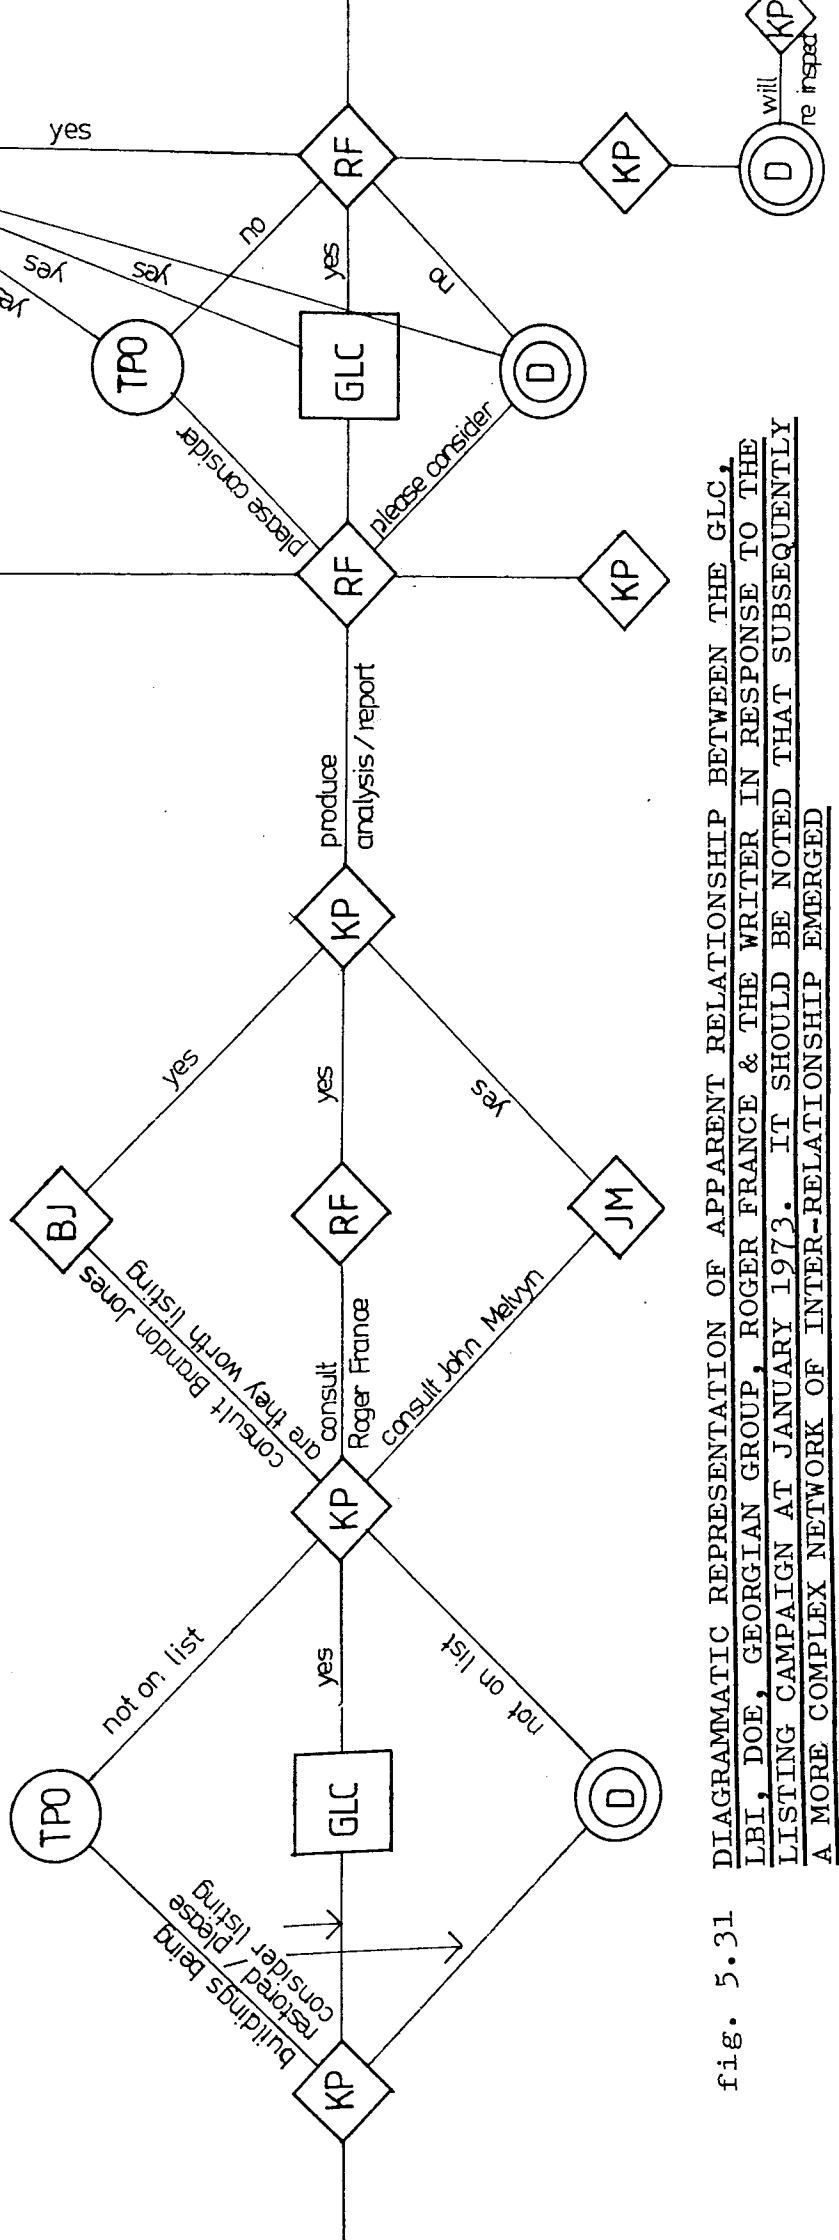 KP
buildings being
restored / please
consider listing
TPO
GLC
D
not on list
yes
not on list
KP
consult Brandon Jones
are they worth listing
consult
Roger France
consult John Melvyn
BJ
RF
JM
yes
yes
yes
KP
produce
analysis / report
RF
KP
please consider
please consider
TPO
GLC
D
yes
yes
yes
no
yes
no
yes
RF
KP
D
will
re inspect
KP
fig. 5.31 DIAGRAMMATIC REPRESENTATION OF APPARENT RELATIONSHIP BETWEEN THE GLC,
LBI, DOE, GEORGIAN GROUP, ROGER FRANCE & THE WRITER IN RESPONSE TO THE
LISTING CAMPAIGN AT JANUARY 1973. IT SHOULD BE NOTED THAT SUBSEQUENTLY
A MORE COMPLEX NETWORK OF INTER-RELATIONSHIP EMERGED